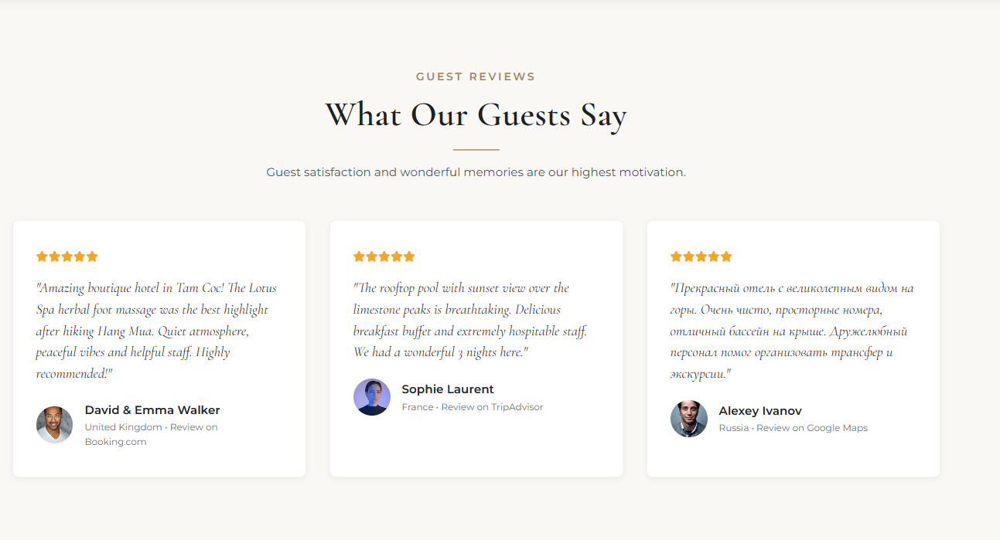 GUEST REVIEWS
What Our Guests Say
Guest satisfaction and wonderful memories are our highest motivation.
"Amazing boutique hotel in Tam Coc! The Lotus
Spa herbal foot massage was the best highlight
after hiking Hang Mua. Quiet atmosphere,
peaceful vibes and helpful staff. Highly
recommended!"
David & Emma Walker
United Kingdom • Review on
Booking.com
"The rooftop pool with sunset view over the
limestone peaks is breathtaking. Delicious
breakfast buffet and extremely hospitable staff.
We had a wonderful 3 nights here."
Sophie Laurent
France • Review on TripAdvisor
"Прекрасный отель с великолепным видом на
горы. Очень чисто, просторные номера,
отличный бассейн на крыше. Дружелюбный
персонал помог организовать трансфер и
экскурсии."
Alexey Ivanov
Russia • Review on Google Maps